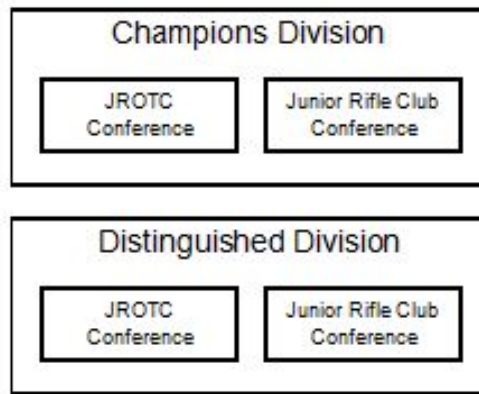 Champions Division
JROTC
Conference
Junior Rifle Club
Conference
Distinguished Division
JROTC
Conference
Junior Rifle Club
Conference